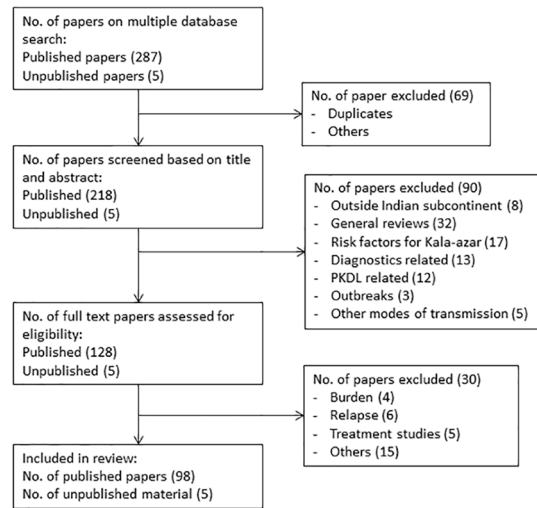 No. of papers on multiple database
search:
Published papers (287)
Unpublished papers (5)
No. of paper excluded (69)
- Duplicates
- Others
No. of papers screened based on title
and abstract:
Published (218)
Unpublished (5)
No. of papers excluded (90)
- Outside Indian subcontinent (8)
- General reviews (32)
- Risk factors for Kala-azar (17)
- Diagnostics related (13)
- PKDL related (12)
- Outbreaks (3)
- Other modes of transmission (5)
No. of full text papers assessed for
eligibility:
Published (128)
Unpublished (5)
No. of papers excluded (30)
- Burden (4)
- Relapse (6)
- Treatment studies (5)
- Others (15)
Included in review:
No. of published papers (98)
No. of unpublished material (5)